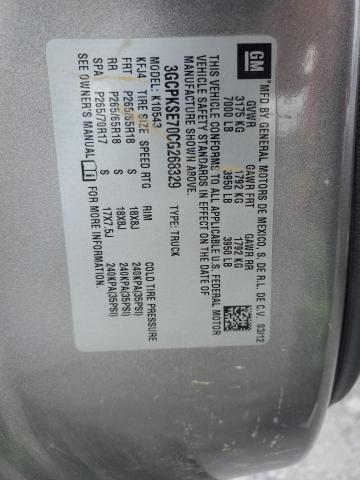 GM
MFD BY GENERAL MOTORS DE MEXICO, S. DE R.L. DE C.V. 03/12
GVWR GAWR FRT GAWR RR
3175 KG 1792 KG 1792 KG
7000 LB 3950 LB 3950 LB
THIS VEHICLE CONFORMS TO ALL APPLICABLE U.S. FEDERAL MOTOR
VEHICLE SAFETY STANDARDS IN EFFECT ON THE DATE OF
MANUFACTURE SHOWN ABOVE.
3GCPKSE70CG266329 TYPE: TRUCK
MODEL: K10543
KFJ4 TIRE SIZE SPEED RTG RIM COLD TIRE PRESSURE
FRT P265/65R18 S 18X8J 240KPA(35PSI)
RR P265/65R18 S 18X8J 240KPA(35PSI)
SPA P265/70R17 S 17X7.5J 240KPA(35PSI)
SEE OWNER'S MANUAL